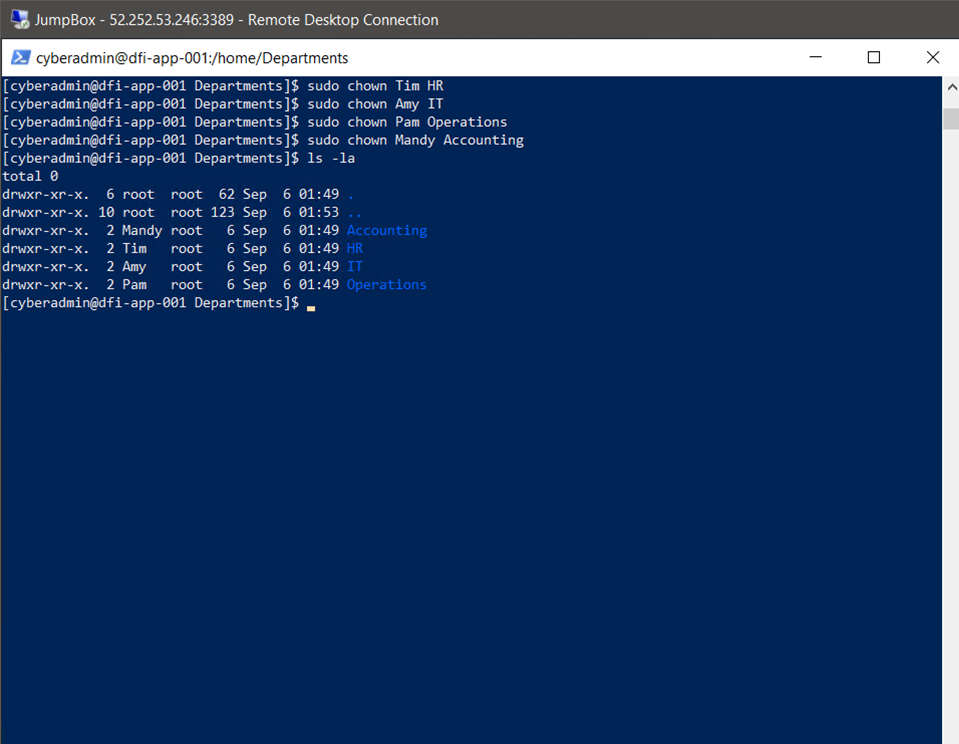 JumpBox - 52.252.53.246:3389 - Remote Desktop Connection
cyberadmin@dfi-app-001:/home/Departments
[cyberadmin@dfi-app-001 Departments]$ sudo chown Tim HR
[cyberadmin@dfi-app-001 Departments]$ sudo chown Amy IT
[cyberadmin@dfi-app-001 Departments]$ sudo chown Pam Operations
[cyberadmin@dfi-app-001 Departments]$ sudo chown Mandy Accounting
[cyberadmin@dfi-app-001 Departments]$ ls -la
total 0
drwxr-xr-x.  6 root  root  62 Sep  6 01:49 .
drwxr-xr-x. 10 root  root 123 Sep  6 01:53 ..
drwxr-xr-x.  2 Mandy root   6 Sep  6 01:49 Accounting
drwxr-xr-x.  2 Tim   root   6 Sep  6 01:49 HR
drwxr-xr-x.  2 Amy   root   6 Sep  6 01:49 IT
drwxr-xr-x.  2 Pam   root   6 Sep  6 01:49 Operations
[cyberadmin@dfi-app-001 Departments]$